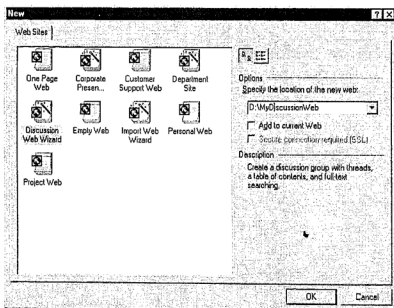 New
Web Sites
One Page Web
Corporate Presen...
Customer Support Web
Department Site
Discussion Web Wizard
Empty Web
Import Web Wizard
Personal Web
Project Web
Options
Specify the location of the new web:
D:\MyDiscussionWeb
Add to current Web
Secure connection required (SSL)
Description
Create a discussion group with threads,
a table of contents, and full-text
searching.
OK
Cancel